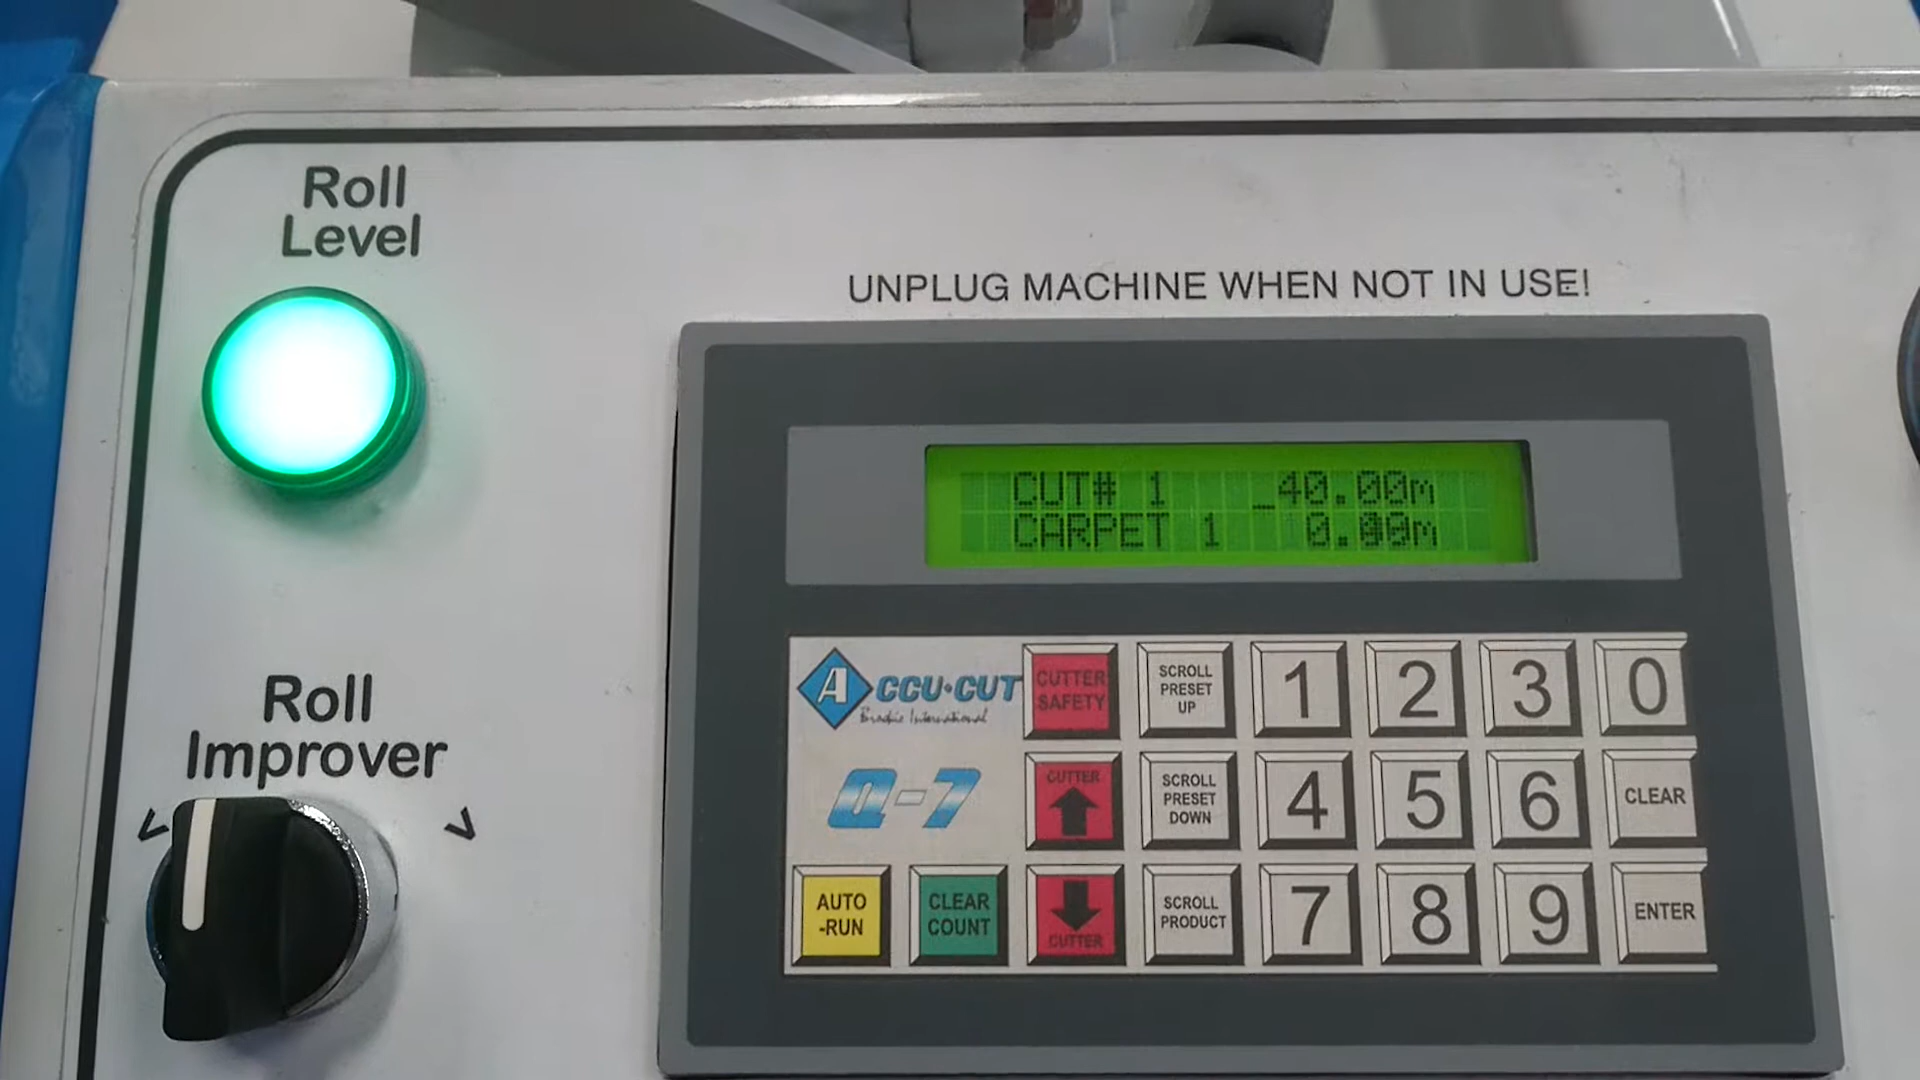 Roll
Level
UNPLUG MACHINE WHEN NOT IN USE!
CUT# 1 _40.00m
CARPET 1 0.00m
Roll
Improver
< >
ACCU•CUT
Brodie International
Q-7
CUTTER
SAFETY
SCROLL
PRESET
UP
1
2
3
0
CUTTER
SCROLL
PRESET
DOWN
4
5
6
CLEAR
AUTO
-RUN
CLEAR
COUNT
CUTTER
SCROLL
PRODUCT
7
8
9
ENTER